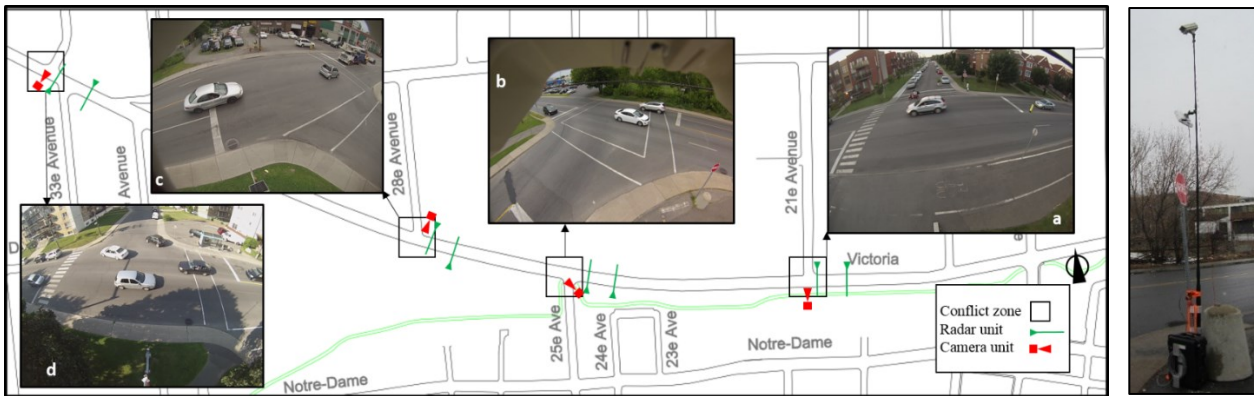 c
b
a
d
33e Avenue
Avenue
28e Avenue
25e Ave
24e Ave
23e Ave
21e Avenue
Victoria
e
D
Notre-Dame
Notre-Dame
Conflict zone
Radar unit
Camera unit